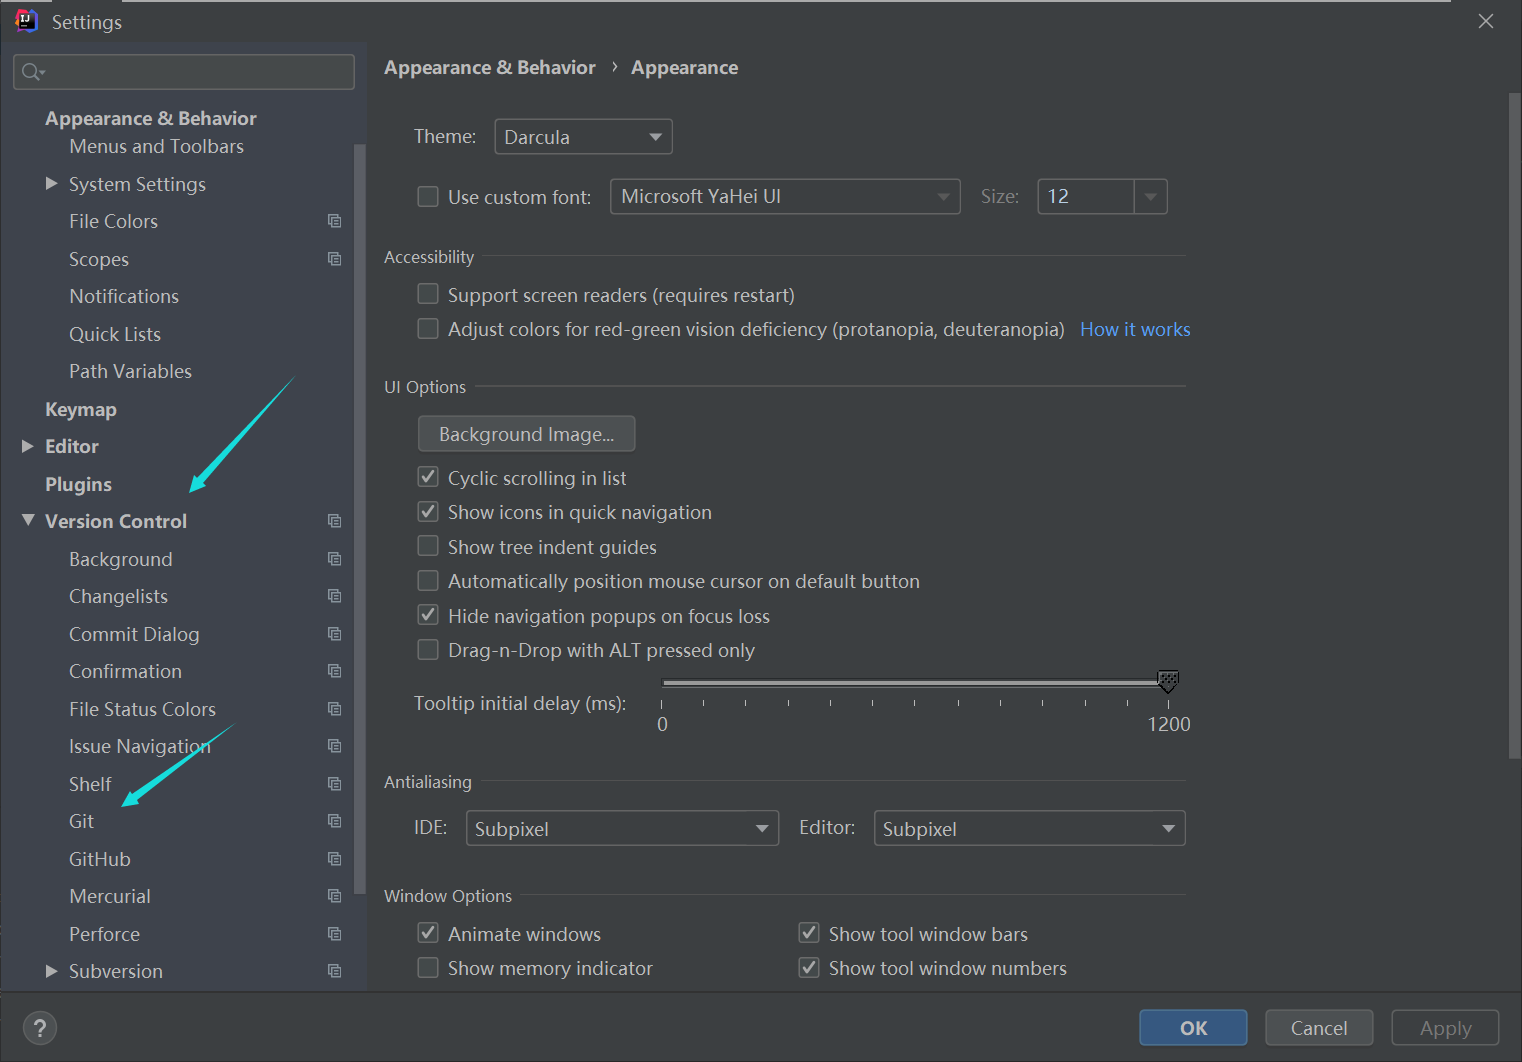 Settings
Appearance & Behavior
Menus and Toolbars
System Settings
File Colors
Scopes
Notifications
Quick Lists
Path Variables
Keymap
Editor
Plugins
Version Control
Background
Changelists
Commit Dialog
Confirmation
File Status Colors
Issue Navigation
Shelf
Git
GitHub
Mercurial
Perforce
Subversion
Appearance & Behavior › Appearance
Theme: Darcula
Use custom font: Microsoft YaHei UI Size: 12
Accessibility
Support screen readers (requires restart)
Adjust colors for red-green vision deficiency (protanopia, deuteranopia) How it works
UI Options
Background Image...
Cyclic scrolling in list
Show icons in quick navigation
Show tree indent guides
Automatically position mouse cursor on default button
Hide navigation popups on focus loss
Drag-n-Drop with ALT pressed only
Tooltip initial delay (ms):
0 1200
Antialiasing
IDE: Subpixel Editor: Subpixel
Window Options
Animate windows Show tool window bars
Show memory indicator Show tool window numbers
? OK Cancel Apply